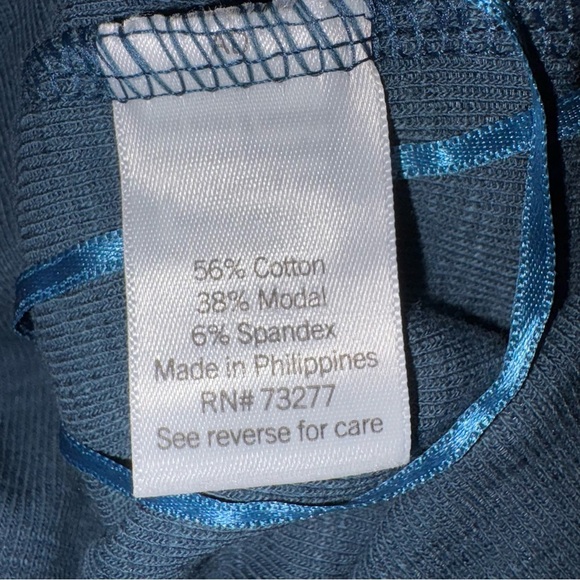 56% Cotton
38% Modal
6% Spandex
Made in Philippines
RN# 73277
See reverse for care